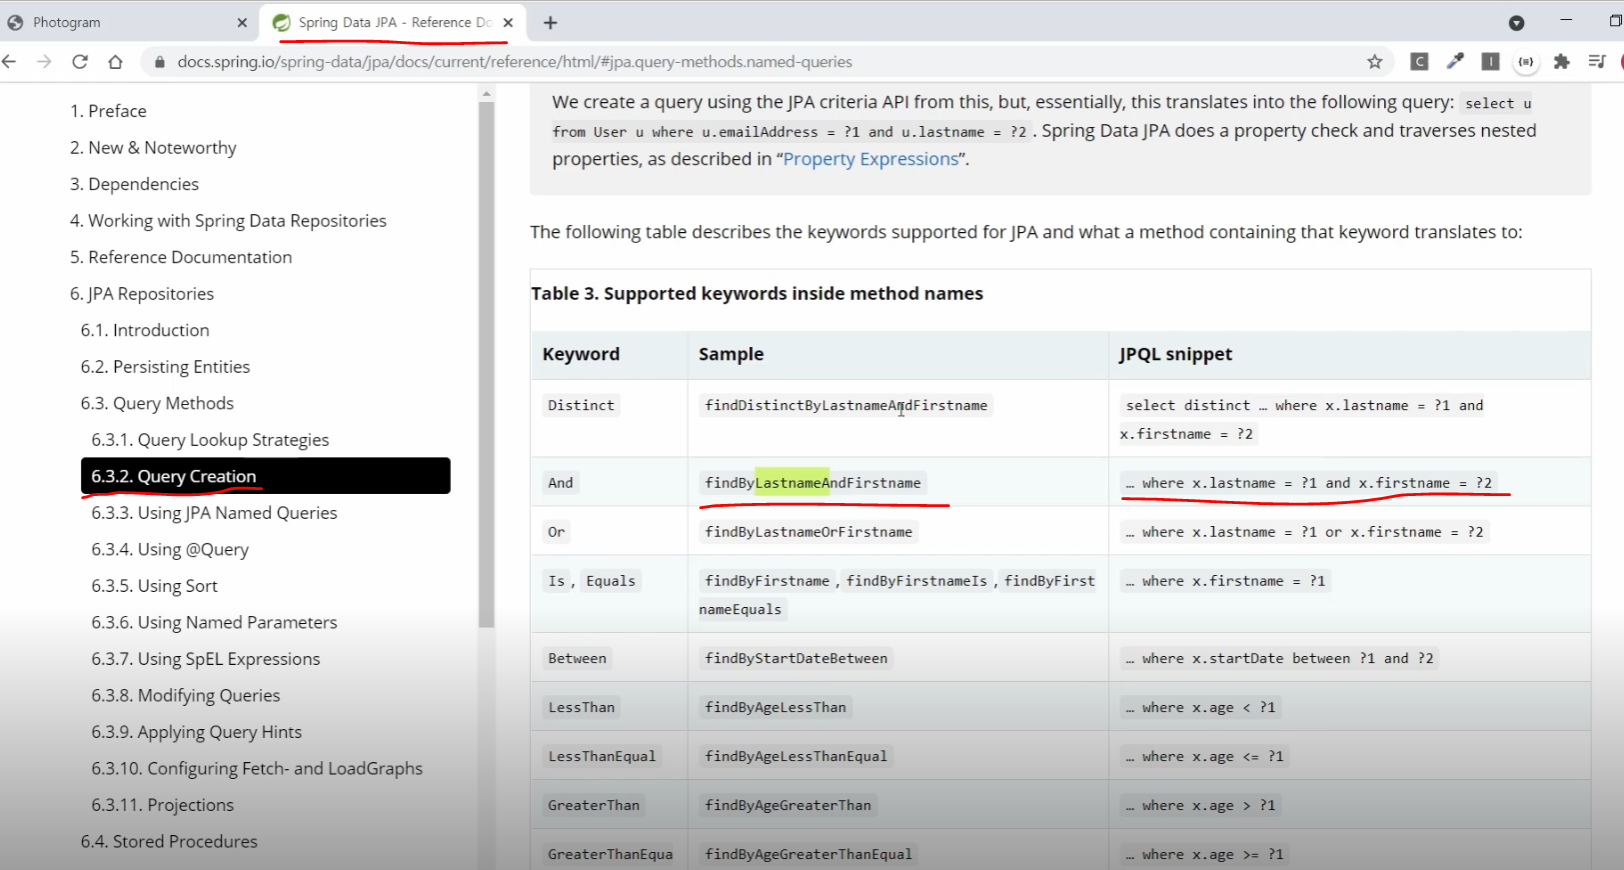 Photogram
Spring Data JPA - Reference Do
docs.spring.io/spring-data/jpa/docs/current/reference/html/#jpa.query-methods.named-queries
1. Preface
2. New & Noteworthy
3. Dependencies
4. Working with Spring Data Repositories
5. Reference Documentation
6. JPA Repositories
6.1. Introduction
6.2. Persisting Entities
6.3. Query Methods
6.3.1. Query Lookup Strategies
6.3.2. Query Creation
6.3.3. Using JPA Named Queries
6.3.4. Using @Query
6.3.5. Using Sort
6.3.6. Using Named Parameters
6.3.7. Using SpEL Expressions
6.3.8. Modifying Queries
6.3.9. Applying Query Hints
6.3.10. Configuring Fetch- and LoadGraphs
6.3.11. Projections
6.4. Stored Procedures
We create a query using the JPA criteria API from this, but, essentially, this translates into the following query: select u
from User u where u.emailAddress = ?1 and u.lastname = ?2. Spring Data JPA does a property check and traverses nested
properties, as described in “Property Expressions”.
The following table describes the keywords supported for JPA and what a method containing that keyword translates to:
Table 3. Supported keywords inside method names
Keyword Sample JPQL snippet
Distinct findDistinctByLastnameAndFirstname select distinct … where x.lastname = ?1 and
x.firstname = ?2
And findByLastnameAndFirstname … where x.lastname = ?1 and x.firstname = ?2
Or findByLastnameOrFirstname … where x.lastname = ?1 or x.firstname = ?2
Is, Equals findByFirstname, findByFirstnameIs, findByFirst … where x.firstname = ?1
nameEquals
Between findByStartDateBetween … where x.startDate between ?1 and ?2
LessThan findByAgeLessThan … where x.age < ?1
LessThanEqual findByAgeLessThanEqual … where x.age <= ?1
GreaterThan findByAgeGreaterThan … where x.age > ?1
GreaterThanEqua findByAgeGreaterThanEqual … where x.age >= ?1